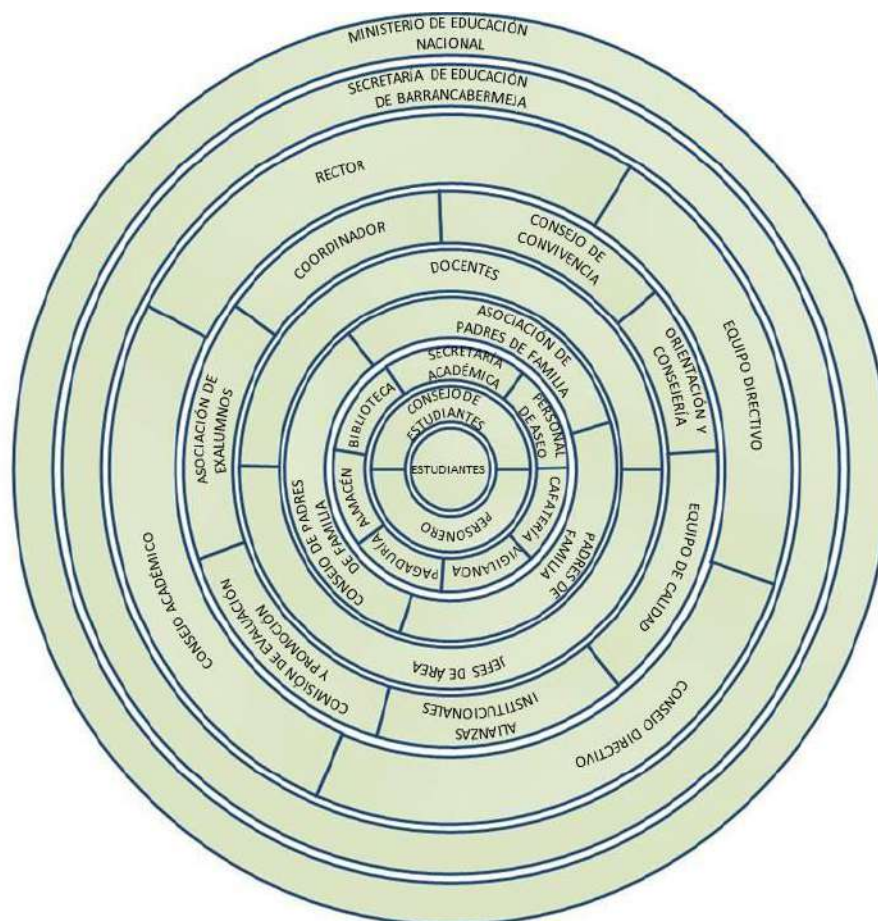 MINISTERIO DE EDUCACIÓN
NACIONAL
SECRETARÍA DE EDUCACIÓN
DE BARRANCABERMEJA
RECTOR
EQUIPO DIRECTIVO
CONSEJO DIRECTIVO
CONSEJO ACADÉMICO
COORDINADOR
CONSEJO DE
CONVIVENCIA
ORIENTACIÓN Y
CONSEJERÍA
EQUIPO DE CALIDAD
ALIANZAS
INSTITUCIONALES
COMISIÓN DE EVALUACIÓN
Y PROMOCIÓN
ASOCIACIÓN DE
EXALUMNOS
DOCENTES
JEFES DE ÁREA
ASOCIACIÓN DE
PADRES DE FAMILIA
PADRES DE
FAMILIA
CONSEJO DE PADRES
DE FAMILIA
SECRETARIA
ACADÉMICA
PERSONAL
DE ASEO
CAFATERÍA
VIGILANCA
PAGADURÍA
ALMACÉN
BIBLIOTECA
CONSEJO DE
ESTUDIANTES
PERSONERO
ESTUDIANTES